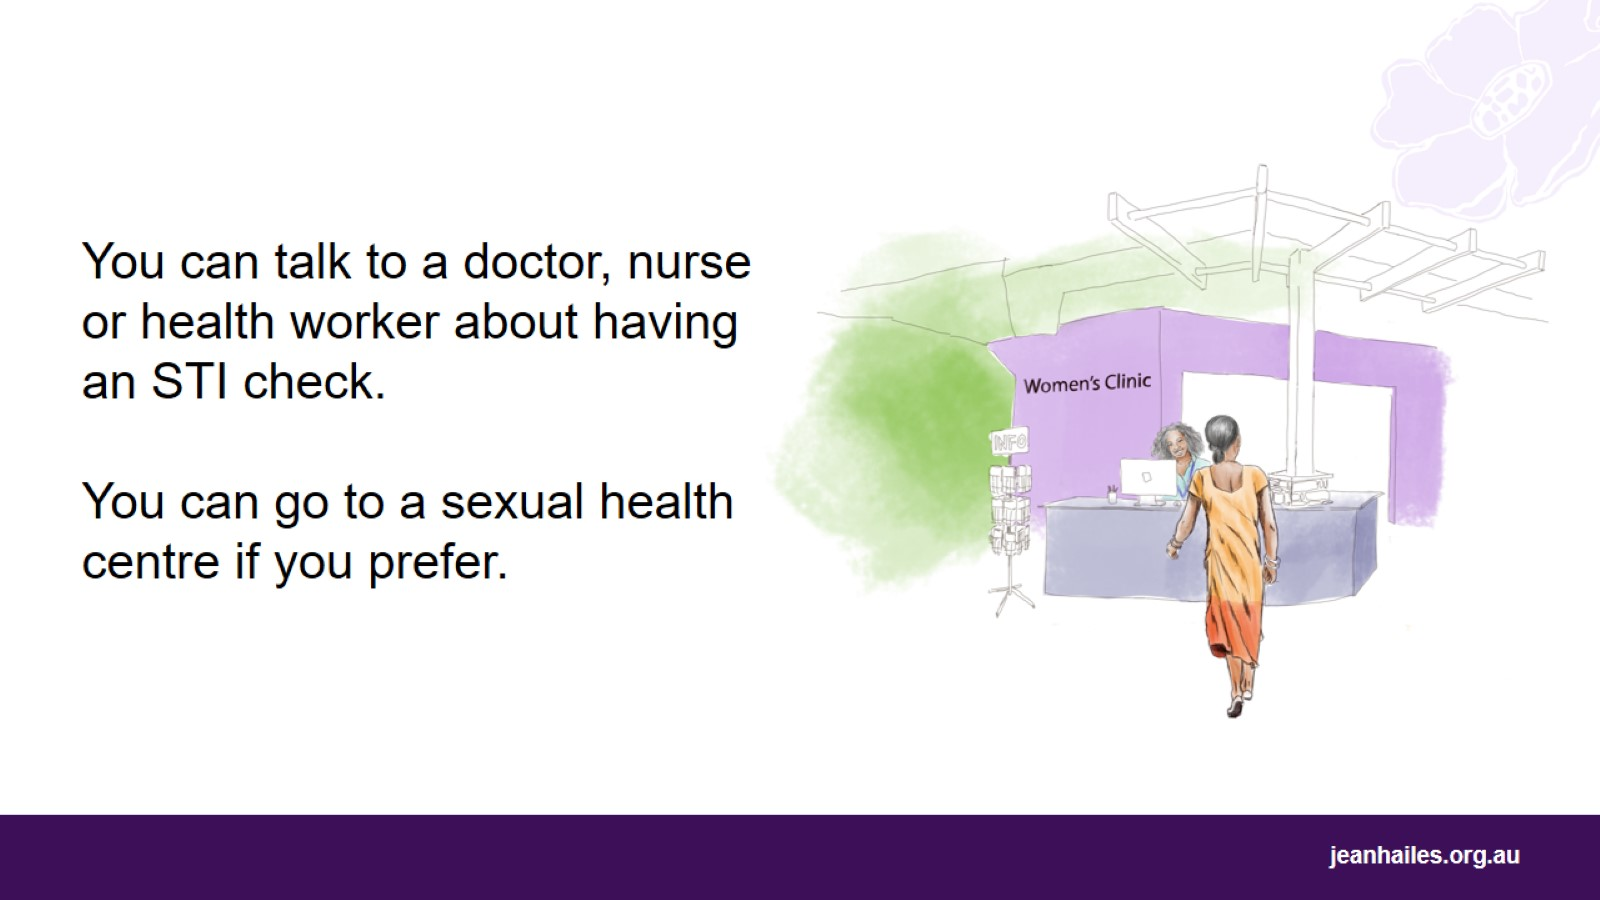 You can talk to a doctor, nurse
or health worker about having
an STI check.
You can go to a sexual health
centre if you prefer.
Women's Clinic
INFO
jeanhailes.org.au